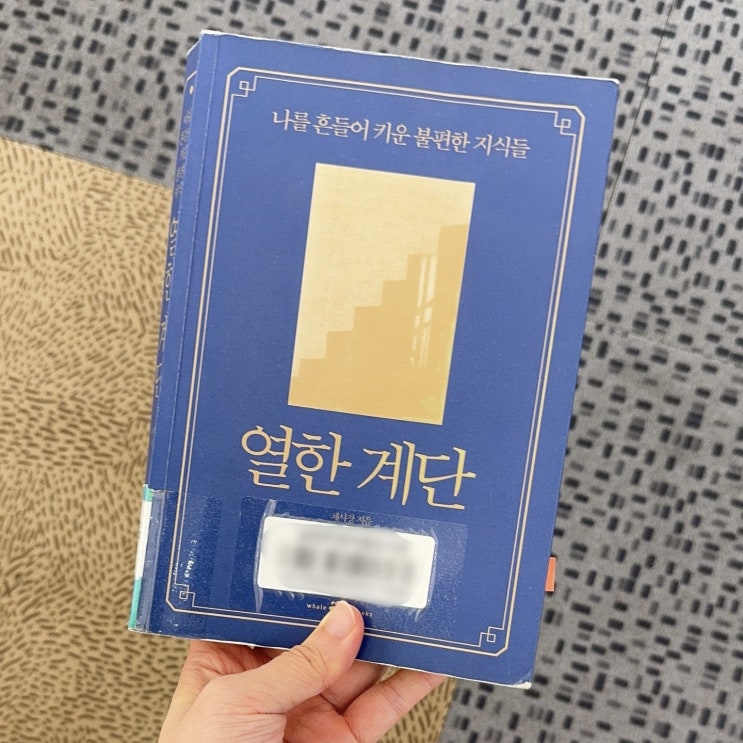 나를 흔들어 키운 불편한 지식들
열한 계단
채사장 지음
whale